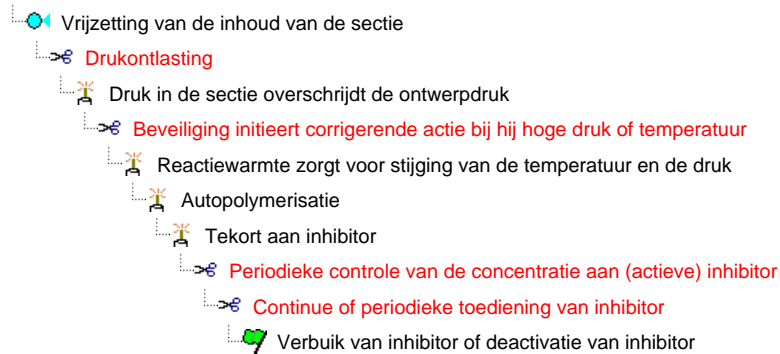 Vrijzetting van de inhoud van de sectie
Drukontlasting
Druk in de sectie overschrijdt de ontwerpdruk
Beveiliging initieert corrigerende actie bij hij hoge druk of temperatuur
Reactiewarmte zorgt voor stijging van de temperatuur en de druk
Autopolymerisatie
Tekort aan inhibitor
Periodieke controle van de concentratie aan (actieve) inhibitor
Continue of periodieke toediening van inhibitor
Verbuik van inhibitor of deactivatie van inhibitor